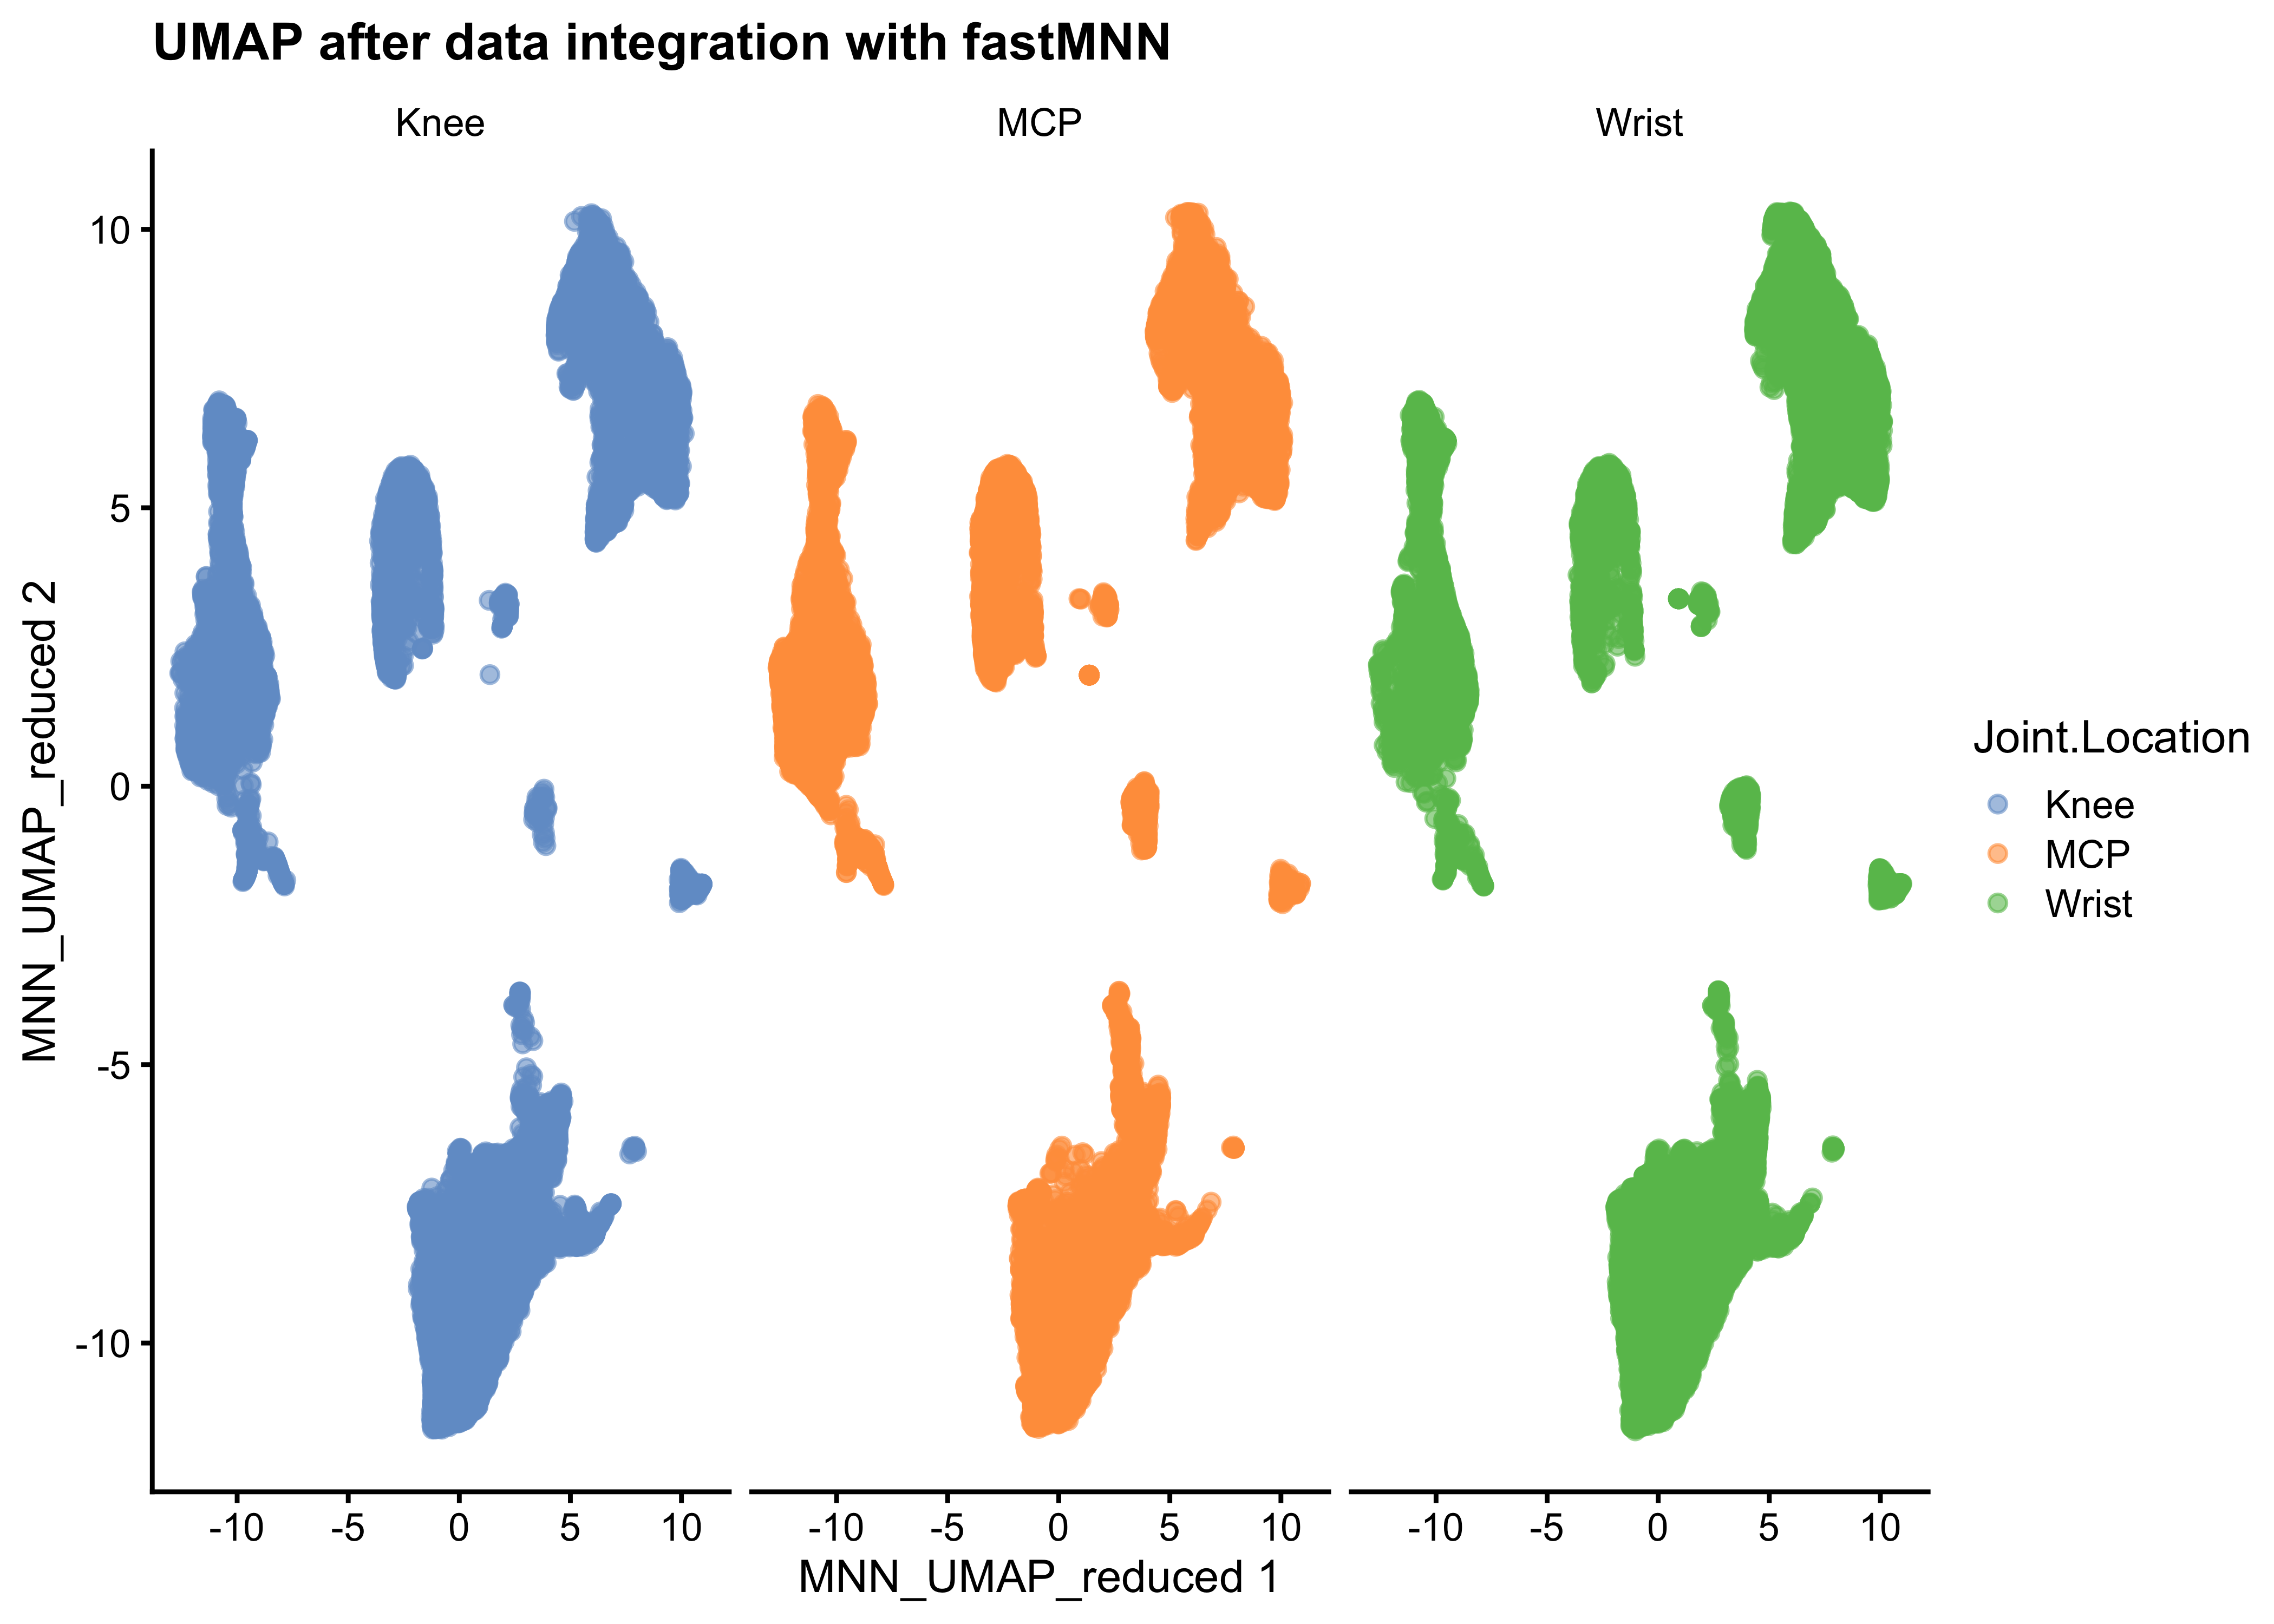 UMAP after data integration with fastMNN
Knee
MCP
Wrist
MNN_UMAP_reduced 2
10
5
0
-5
-10
-10 -5 0 5 10
-10 -5 0 5 10
-10 -5 0 5 10
MNN_UMAP_reduced 1
Joint.Location
Knee
MCP
Wrist